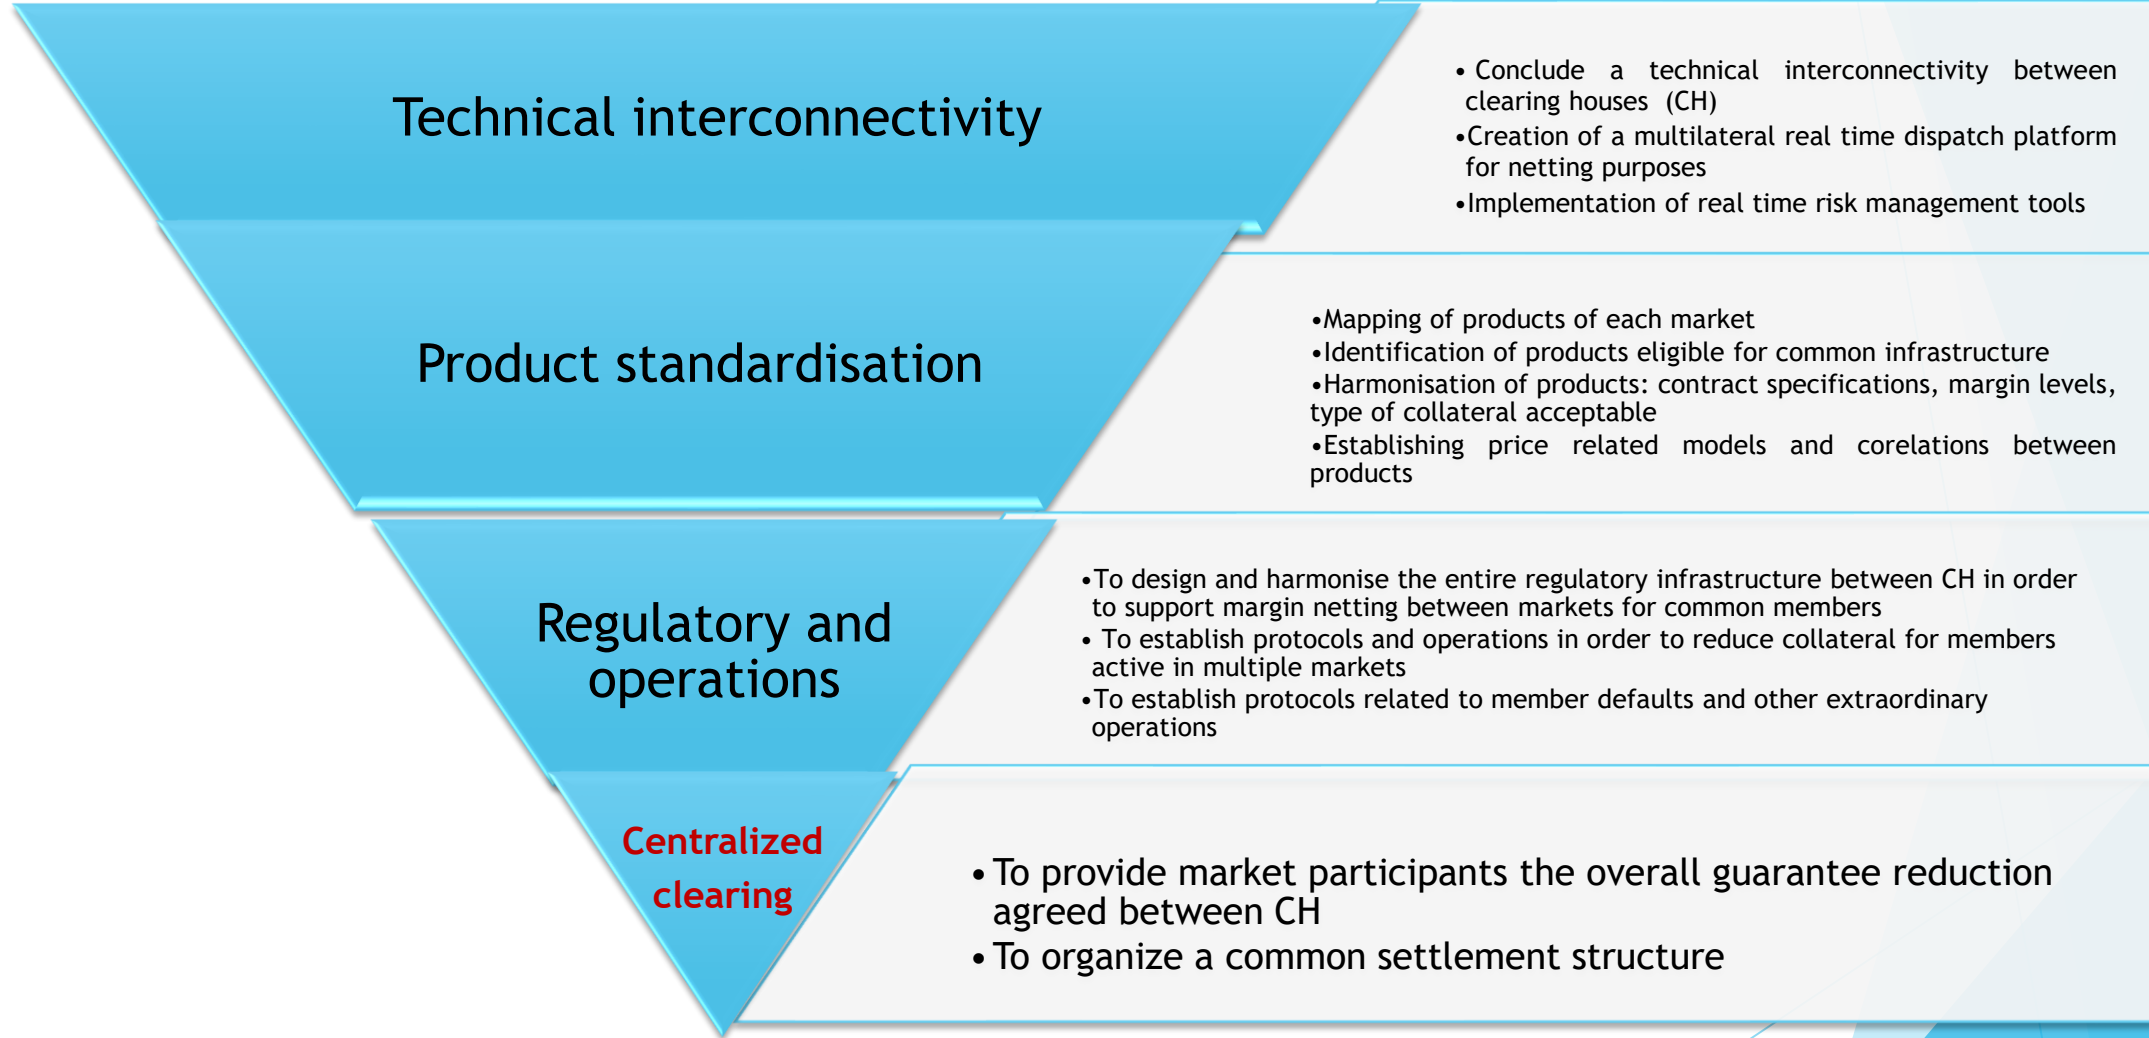 Technical interconnectivity
• Conclude a technical interconnectivity between
clearing houses (CH)
•Creation of a multilateral real time dispatch platform
for netting purposes
•Implementation of real time risk management tools
Product standardisation
•Mapping of products of each market
•Identification of products eligible for common infrastructure
•Harmonisation of products: contract specifications, margin levels,
type of collateral acceptable
•Establishing price related models and corelations between
products
Regulatory and
operations
•To design and harmonise the entire regulatory infrastructure between CH in order
to support margin netting between markets for common members
• To establish protocols and operations in order to reduce collateral for members
active in multiple markets
•To establish protocols related to member defaults and other extraordinary
operations
Centralized
clearing
•To provide market participants the overall guarantee reduction
agreed between CH
•To organize a common settlement structure